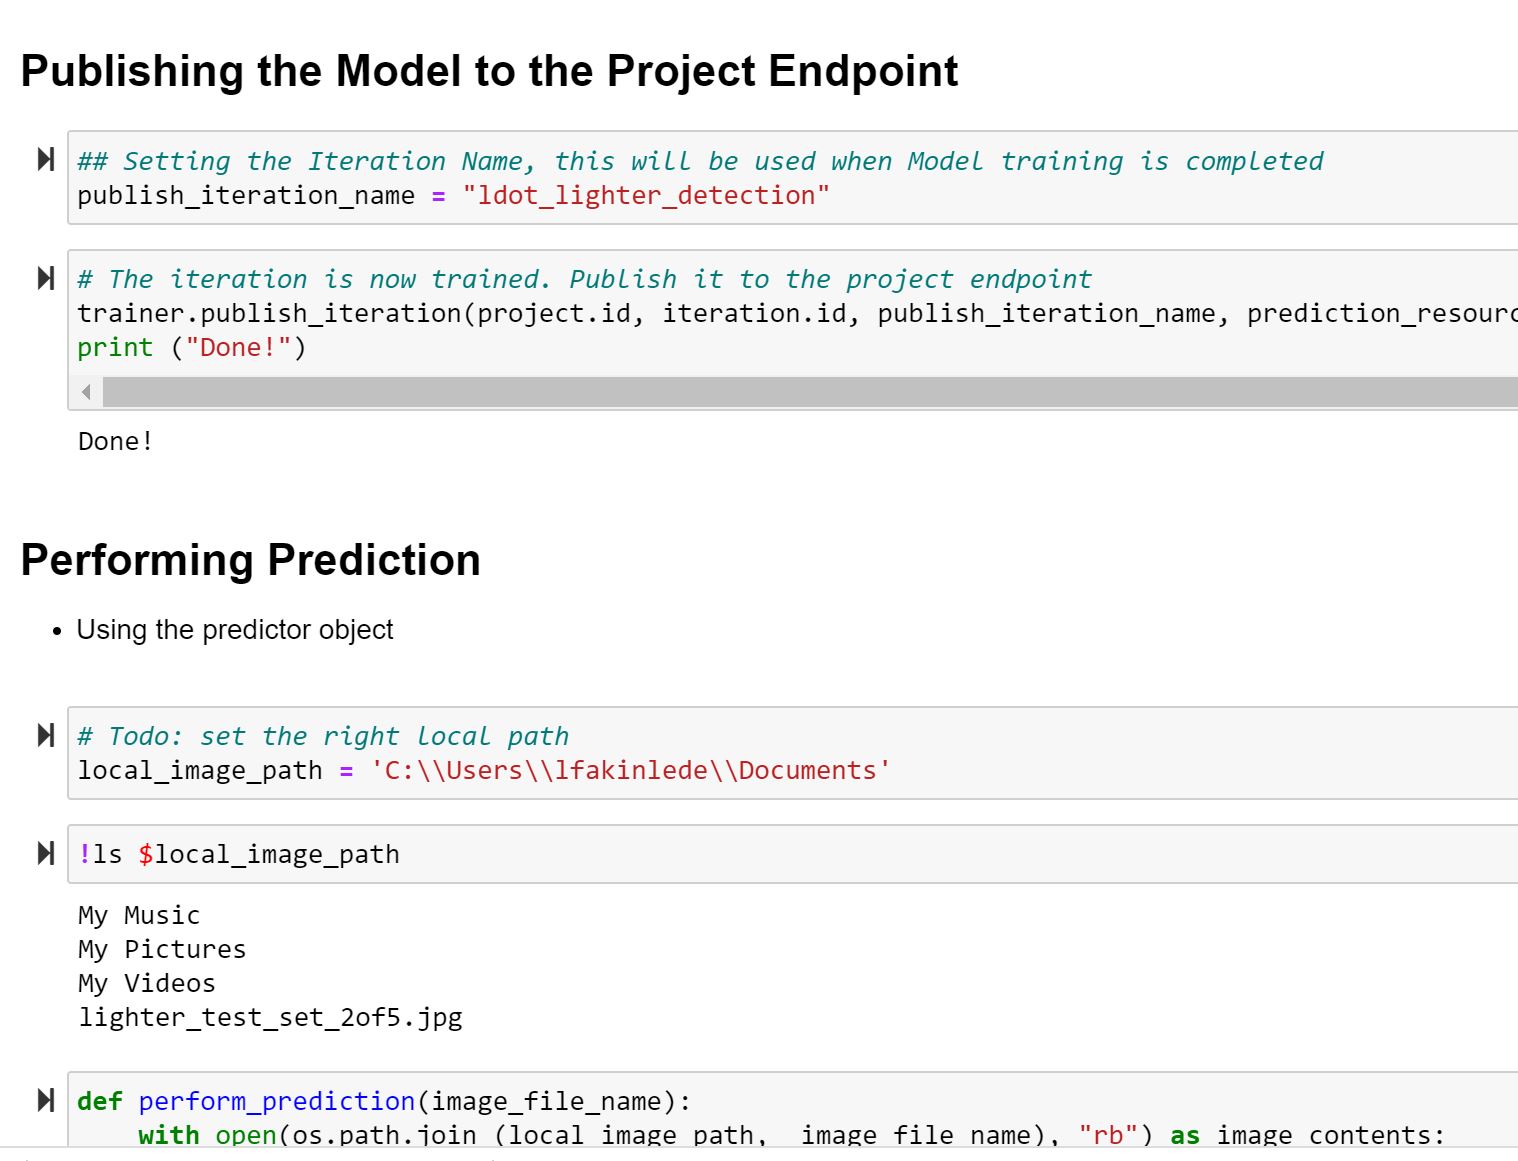 Publishing the Model to the Project Endpoint
## Setting the Iteration Name, this will be used when Model training is completed
publish_iteration_name = "ldot_lighter_detection"
# The iteration is now trained. Publish it to the project endpoint
trainer.publish_iteration(project.id, iteration.id, publish_iteration_name, prediction_resourc
print ("Done!")
Done!
Performing Prediction
• Using the predictor object
# Todo: set the right local path
local_image_path = 'C:\\Users\\lfakinlede\\Documents'
!ls $local_image_path
My Music
My Pictures
My Videos
lighter_test_set_2of5.jpg
def perform_prediction(image_file_name):
with open(os.path.join (local_image_path, image_file_name), "rb") as image_contents: